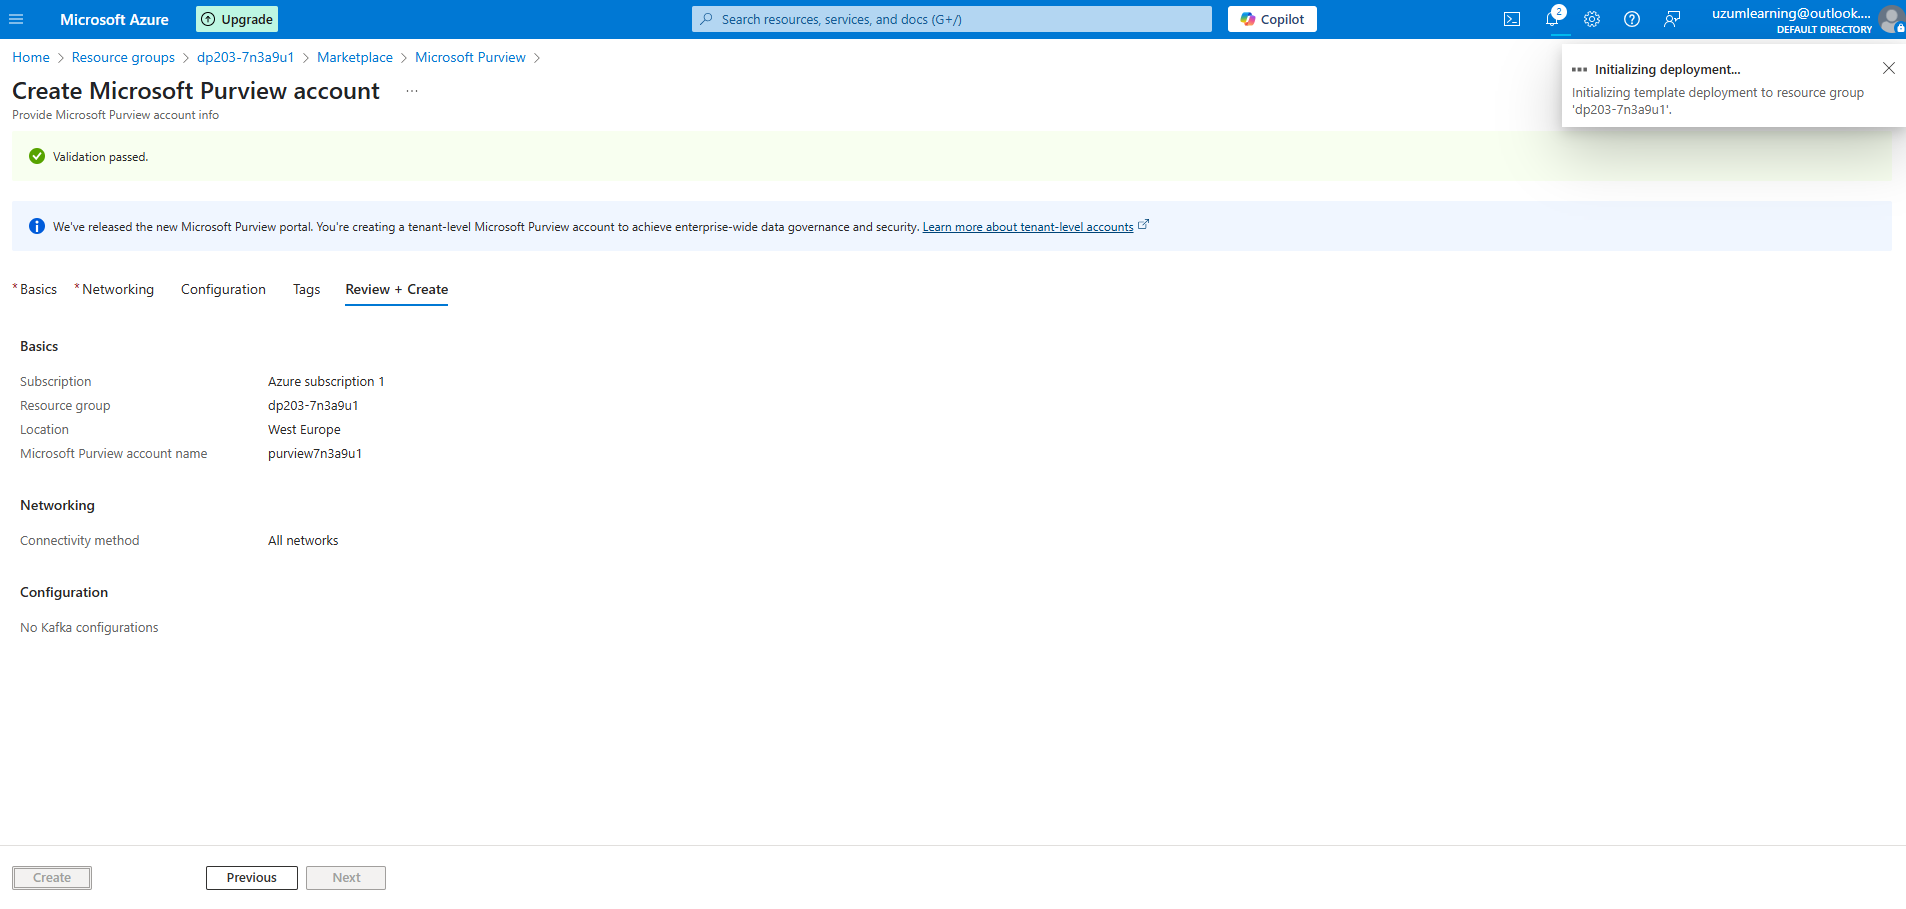 Microsoft Azure
Upgrade
Search resources, services, and docs (G+/)
Copilot
2
uzumlearning@outlook....
DEFAULT DIRECTORY
Home > Resource groups > dp203-7n3a9u1 > Marketplace > Microsoft Purview >
Create Microsoft Purview account ...
Provide Microsoft Purview account info
Initializing deployment...
Initializing template deployment to resource group
'dp203-7n3a9u1'.
Validation passed.
We've released the new Microsoft Purview portal. You're creating a tenant-level Microsoft Purview account to achieve enterprise-wide data governance and security. Learn more about tenant-level accounts
* Basics * Networking Configuration Tags Review + Create
Basics
Subscription Azure subscription 1
Resource group dp203-7n3a9u1
Location West Europe
Microsoft Purview account name purview7n3a9u1
Networking
Connectivity method All networks
Configuration
No Kafka configurations
Create Previous Next